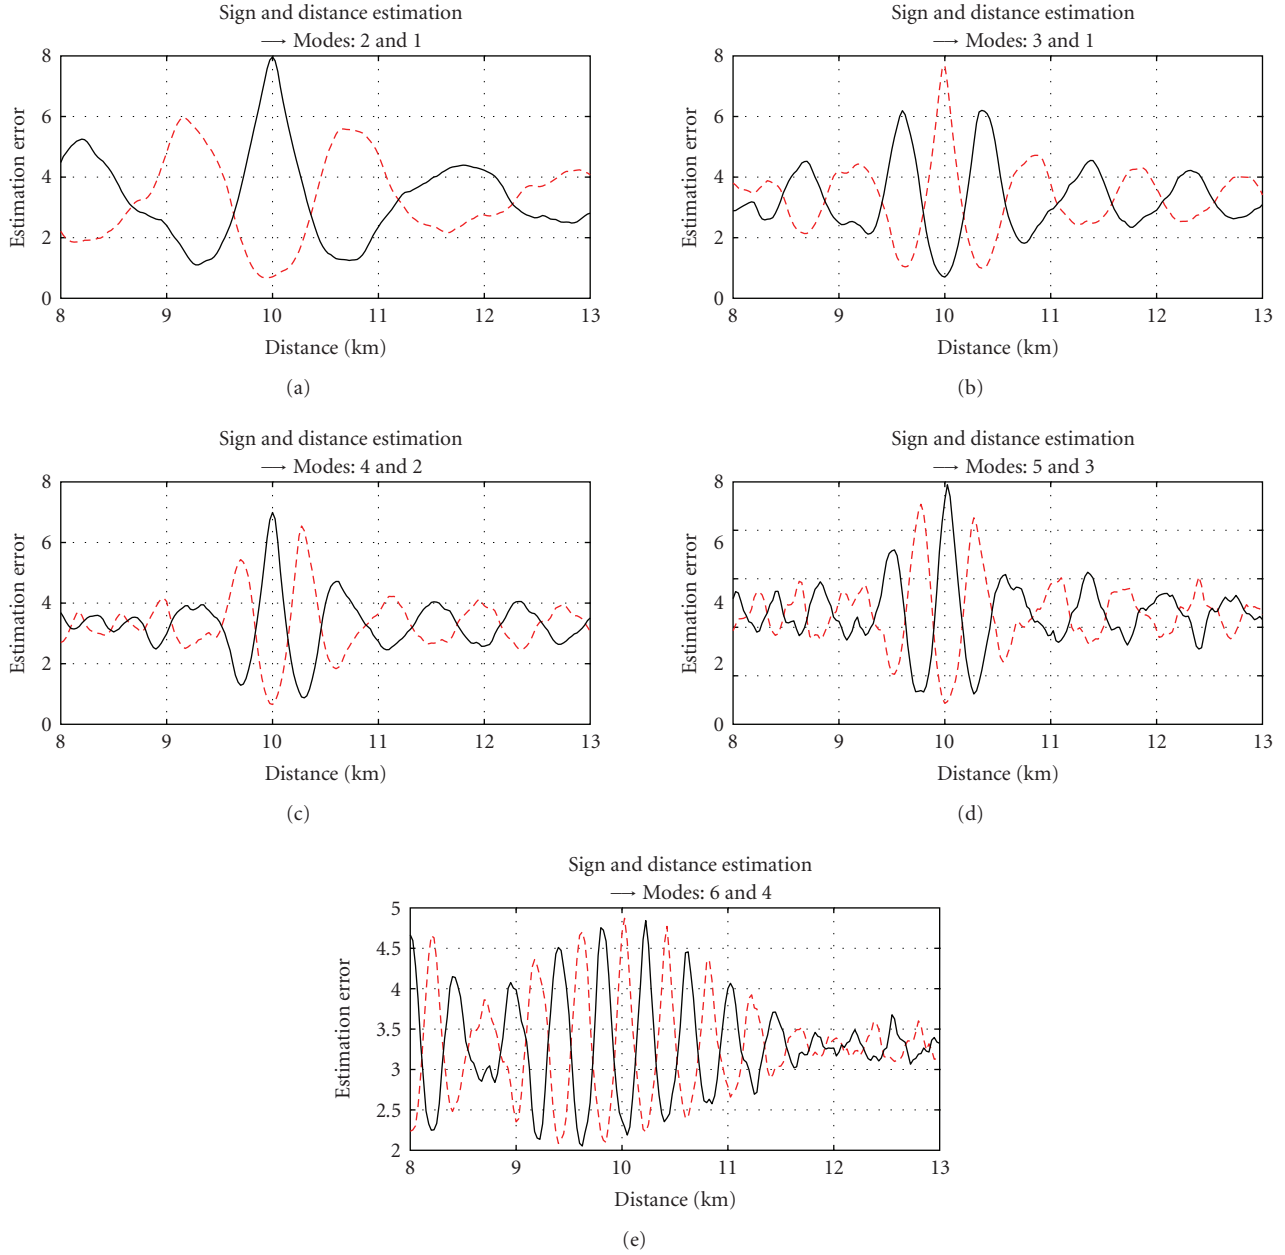 Sign and distance estimation
→ Modes: 2 and 1
Estimation error
8
6
4
2
0
8 9 10 11 12 13
Distance (km)
(a)
Sign and distance estimation
→ Modes: 3 and 1
Estimation error
8
6
4
2
0
8 9 10 11 12 13
Distance (km)
(b)
Sign and distance estimation
→ Modes: 4 and 2
Estimation error
8
6
4
2
0
8 9 10 11 12 13
Distance (km)
(c)
Sign and distance estimation
→ Modes: 5 and 3
Estimation error
8
6
4
2
0
8 9 10 11 12 13
Distance (km)
(d)
Sign and distance estimation
→ Modes: 6 and 4
Estimation error
5
4.5
4
3.5
3
2.5
2
8 9 10 11 12 13
Distance (km)
(e)